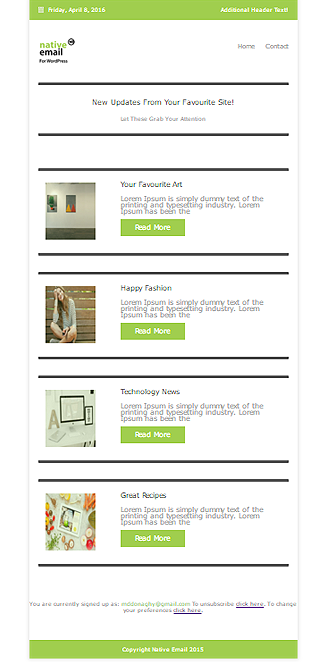 Friday, April 8, 2016 Additional Header Text!
native
email
For WordPress
Home Contact
New Updates From Your Favourite Site!
Let These Grab Your Attention
Your Favourite Art
Lorem Ipsum is simply dummy text of the
printing and typesetting industry. Lorem
Ipsum has been the
Read More
Happy Fashion
Lorem Ipsum is simply dummy text of the
printing and typesetting industry. Lorem
Ipsum has been the
Read More
Technology News
Lorem Ipsum is simply dummy text of the
printing and typesetting industry. Lorem
Ipsum has been the
Read More
Great Recipes
Lorem Ipsum is simply dummy text of the
printing and typesetting industry. Lorem
Ipsum has been the
Read More
You are currently signed up as: mddonaghy@gmail.com To unsubscribe click here. To change
your preferences click here.
Copyright Native Email 2015